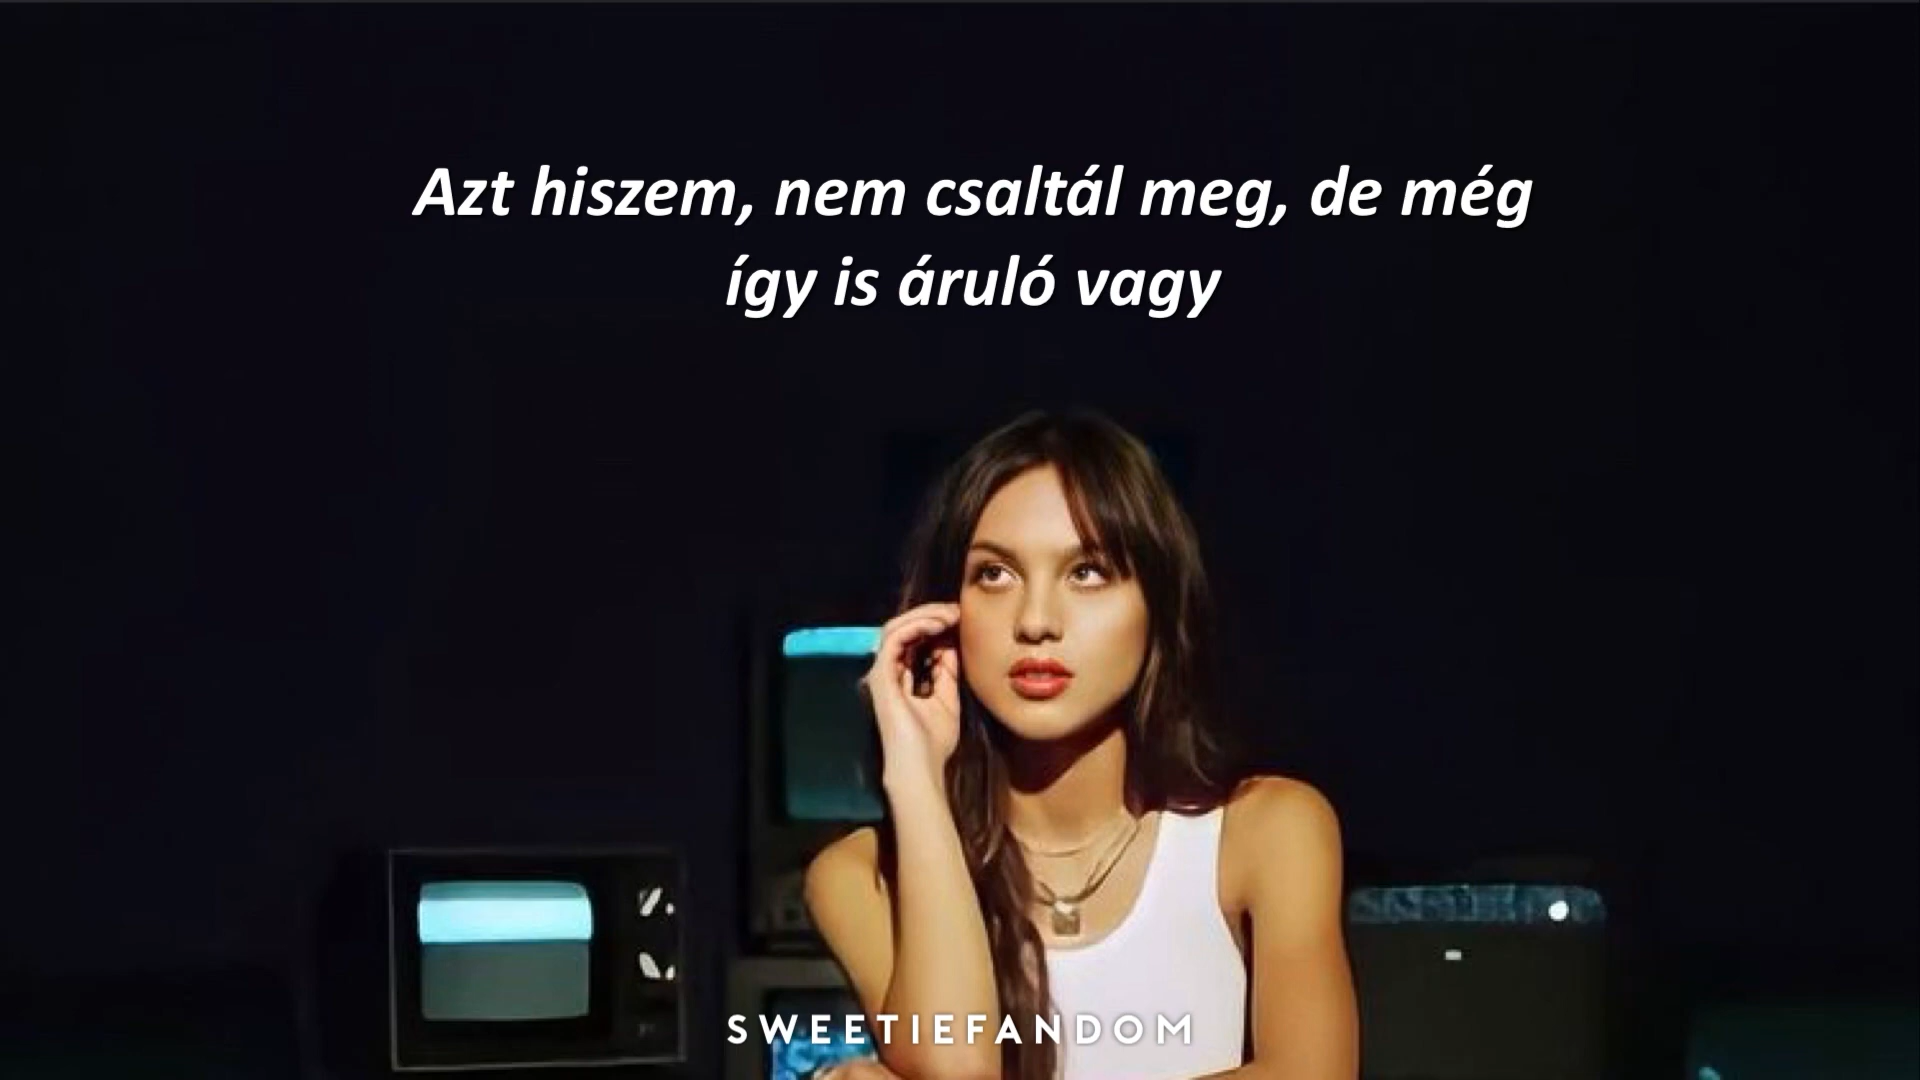 Azt hiszem, nem csaltál meg, de még
így is áruló vagy
SWEETIEFANDOM